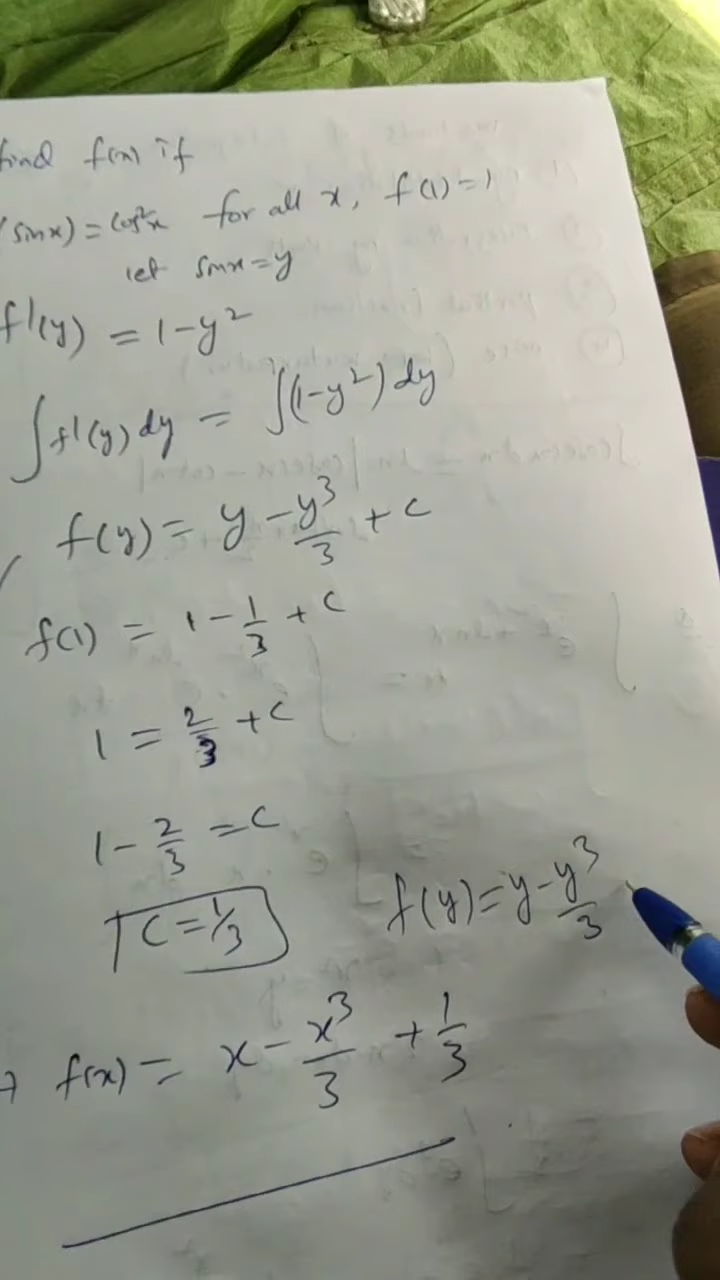 find f(x) if
(sinx) = cos²x for all x, f(1)=1
let sinx=y
f'(y) = 1-y²
∫f'(y) dy = ∫(1-y²) dy
f(y) = y - y³/3 + c
f(1) = 1 - 1/3 + c
1 = 2/3 + c
1 - 2/3 = c
c = 1/3
f(y) = y - y³/3
f(x) = x - x³/3 + 1/3